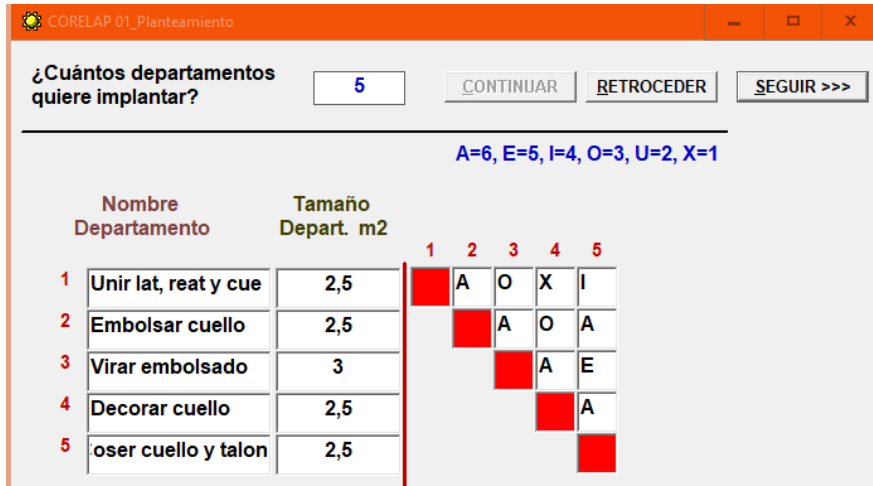 CORELAP 01_Planteamiento
¿Cuántos departamentos
quiere implantar?
5
CONTINUAR
RETROCEDER
SEGUIR >>>
A=6, E=5, I=4, O=3, U=2, X=1
Nombre
Departamento
Tamaño
Depart. m2
1 2 3 4 5
1 Unir lat, reat y cue 2,5 A O X I
2 Embolsar cuello 2,5 A O A
3 Virar embolsado 3 A E
4 Decorar cuello 2,5 A
5 oser cuello y talon 2,5